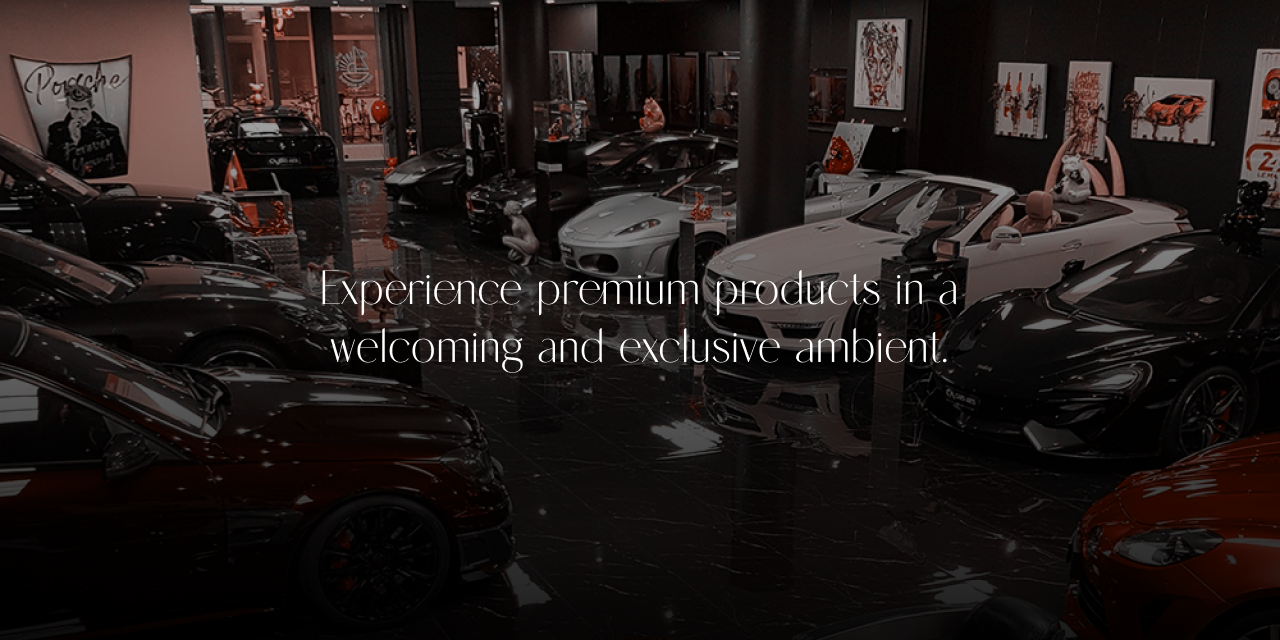 Porsche
Experience premium products in a
welcoming and exclusive ambient.